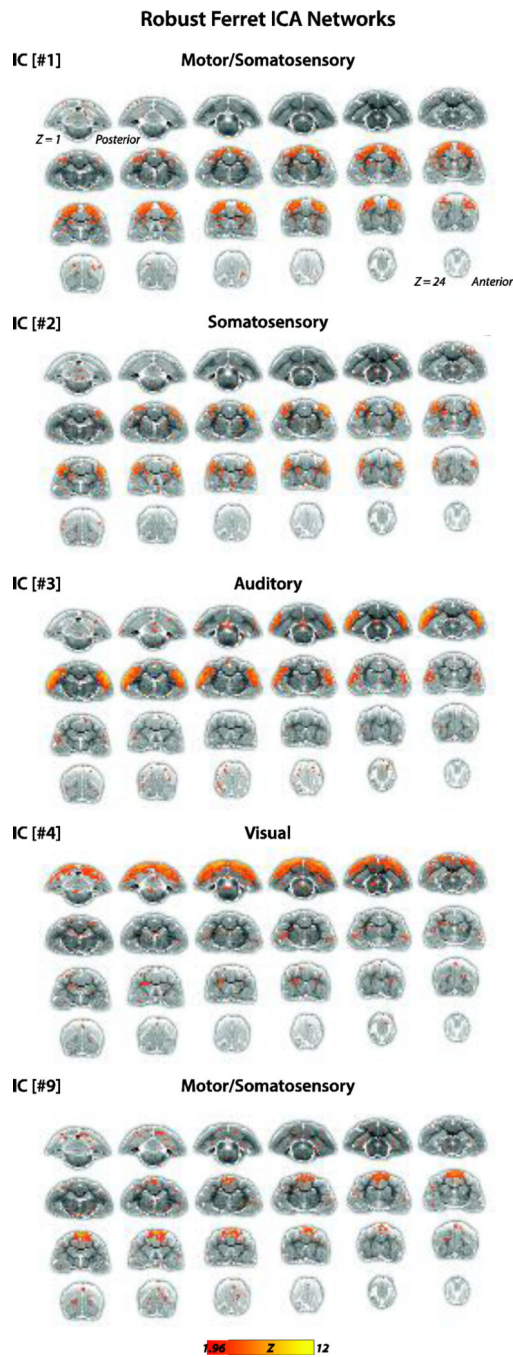 Robust Ferret ICA Networks
IC [#1] Motor/Somatosensory
Z = 1 Posterior
Z = 24 Anterior
IC [#2] Somatosensory
IC [#3] Auditory
IC [#4] Visual
IC [#9] Motor/Somatosensory
1.96 Z 12